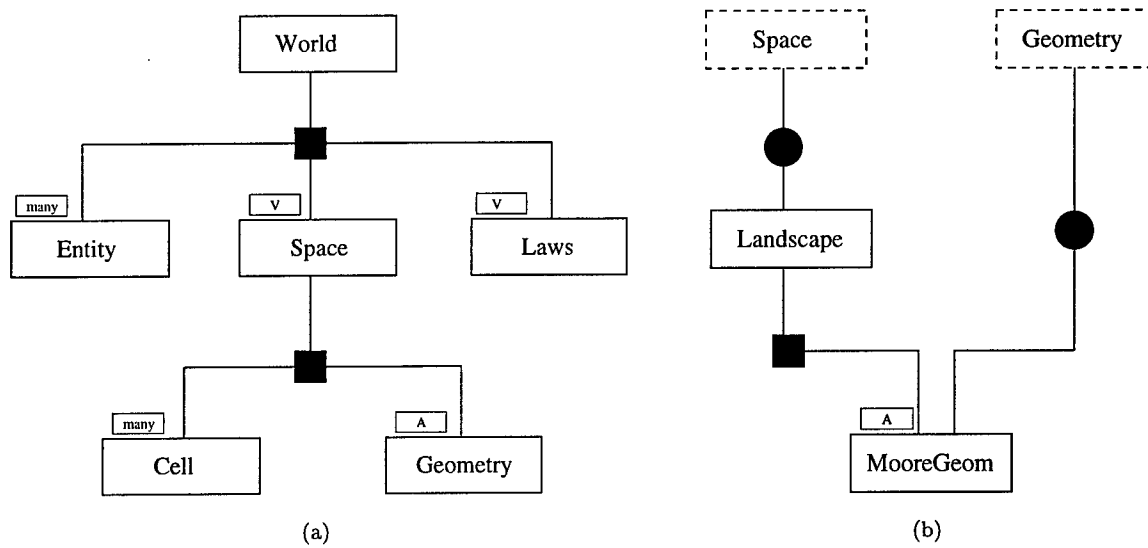 World
many
V
V
Entity
Space
Laws
many
A
Cell
Geometry
(a)
Space
Geometry
Landscape
A
MooreGeom
(b)